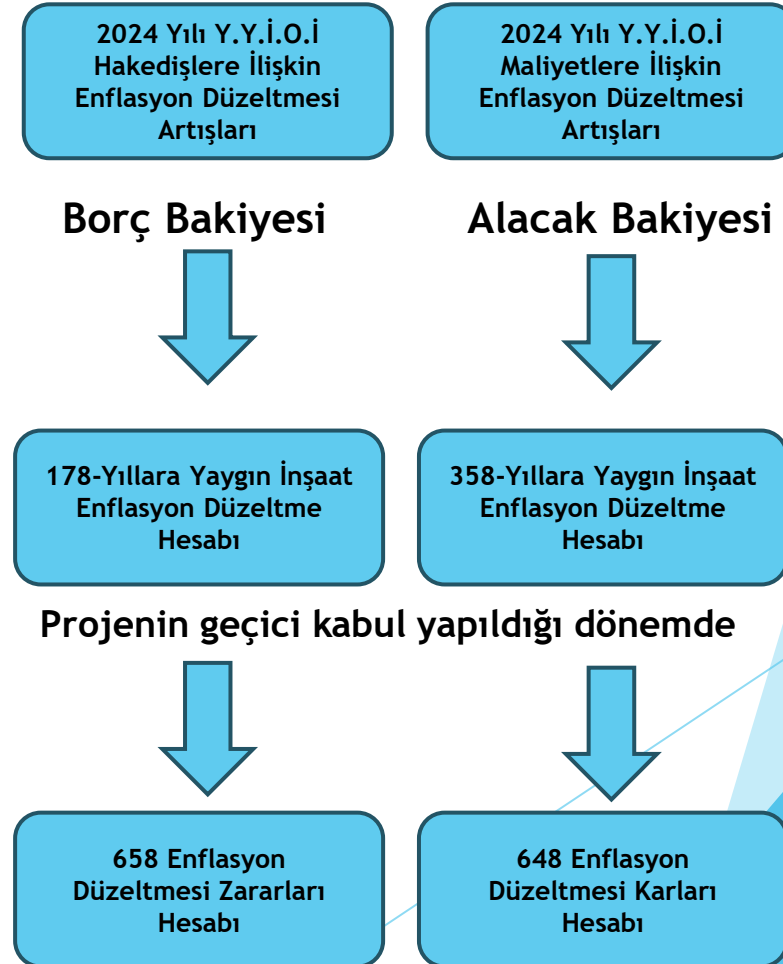 2024 Yılı Y.Y.İ.O.İ
Hakedişlere İlişkin
Enflasyon Düzeltmesi
Artışları
2024 Yılı Y.Y.İ.O.İ
Maliyetlere İlişkin
Enflasyon Düzeltmesi
Artışları
Borç Bakiyesi
Alacak Bakiyesi
178-Yıllara Yaygın İnşaat
Enflasyon Düzeltme
Hesabı
358-Yıllara Yaygın İnşaat
Enflasyon Düzeltme
Hesabı
Projenin geçici kabul yapıldığı dönemde
658 Enflasyon
Düzeltmesi Zararları
Hesabı
648 Enflasyon
Düzeltmesi Karları
Hesabı